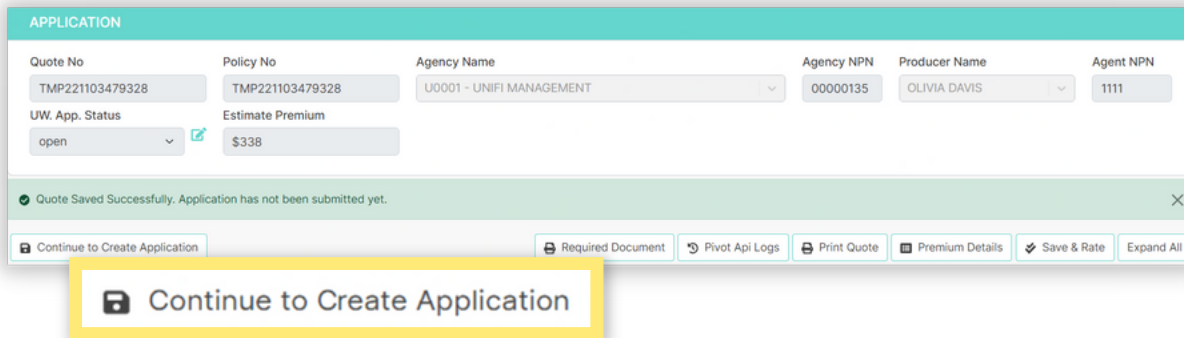 APPLICATION
Quote No Policy No Agency Name Agency NPN Producer Name Agent NPN
TMP221103479328 TMP221103479328 U0001 - UNIFI MANAGEMENT 00000135 OLIVIA DAVIS 1111
UW. App. Status Estimate Premium
open $338
Quote Saved Successfully. Application has not been submitted yet.
Continue to Create Application Required Document Pivot Api Logs Print Quote Premium Details Save & Rate Expand All
Continue to Create Application